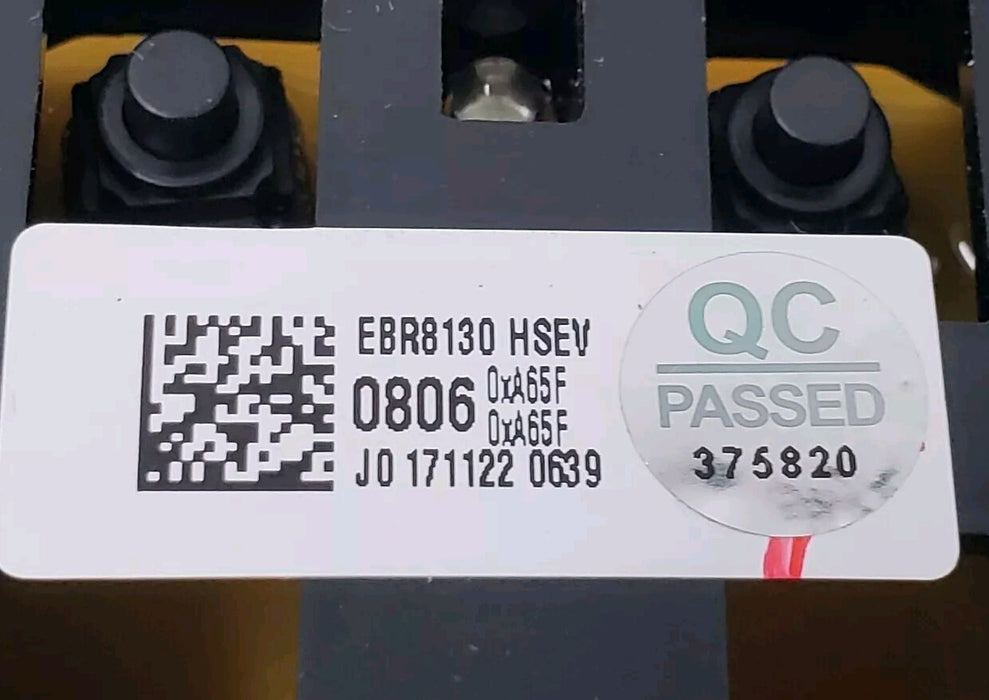 EBR8130 HSEV
0806 0xA65F
0xA65F
J0 171122 0639
QC
PASSED
375820